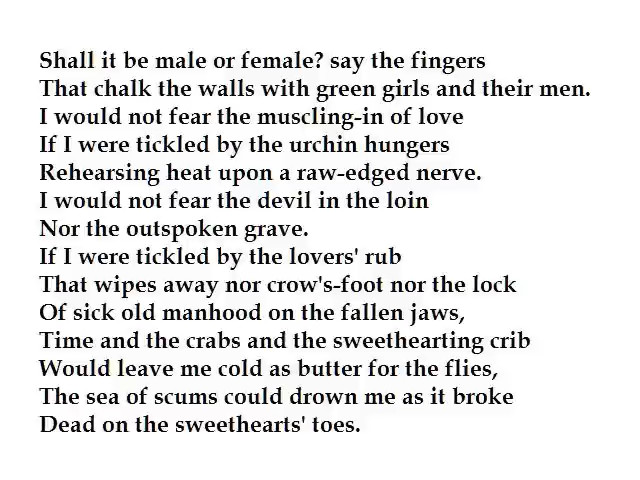 Shall it be male or female? say the fingers
That chalk the walls with green girls and their men.
I would not fear the muscling-in of love
If I were tickled by the urchin hungers
Rehearsing heat upon a raw-edged nerve.
I would not fear the devil in the loin
Nor the outspoken grave.
If I were tickled by the lovers' rub
That wipes away nor crow's-foot nor the lock
Of sick old manhood on the fallen jaws,
Time and the crabs and the sweethearting crib
Would leave me cold as butter for the flies,
The sea of scums could drown me as it broke
Dead on the sweethearts' toes.